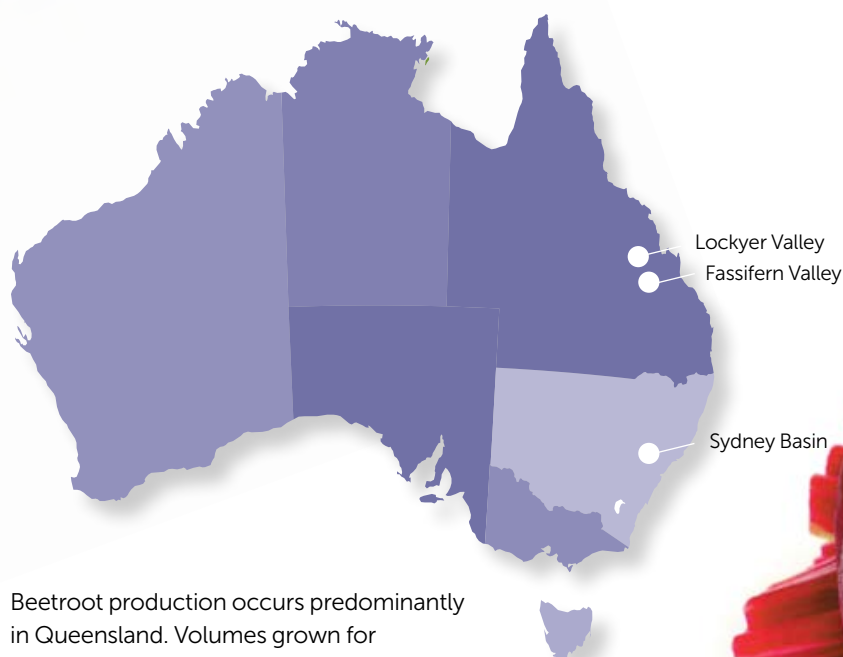 Lockyer Valley
Fassifern Valley
Sydney Basin
Beetroot production occurs predominantly
in Queensland. Volumes grown for